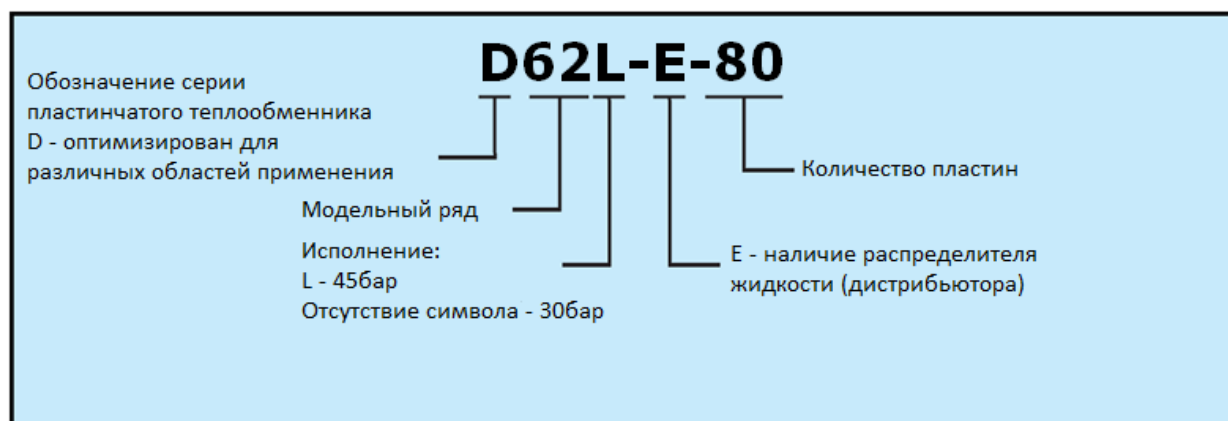 D62L-E-80
Обозначение серии
пластинчатого теплообменника
D - оптимизирован для
различных областей применения
Количество пластин
Модельный ряд
Исполнение:
L - 45бар
Отсутствие символа - 30бар
E - наличие распределителя
жидкости (дистрибьютора)